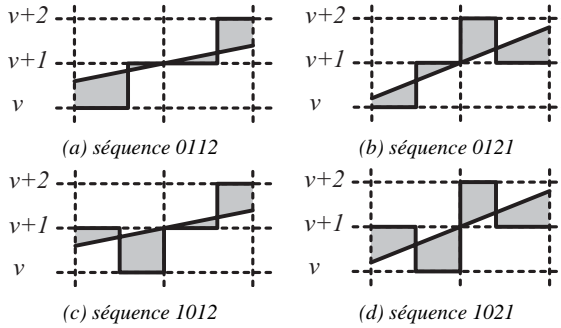 v+2 v+2
v+1 v+1
v v
(a) séquence 0112 (b) séquence 0121
v+2 v+2
v+1 v+1
v v
(c) séquence 1012 (d) séquence 1021